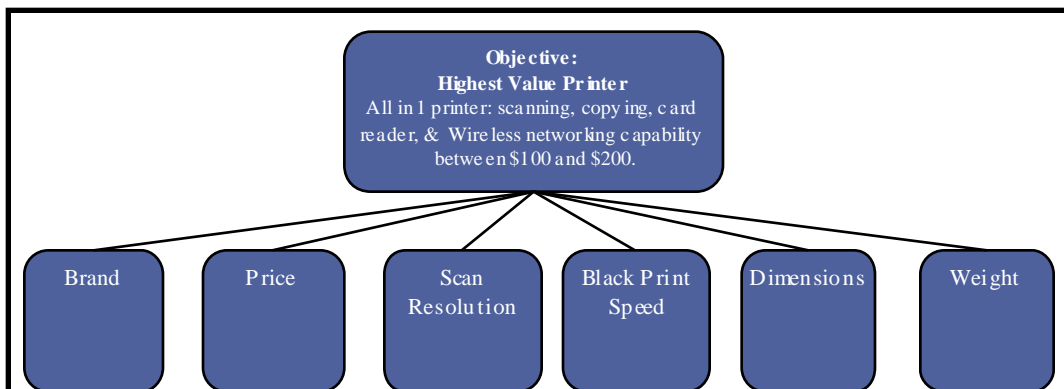 Objective:
Highest Value Printer
All in 1 printer: scanning, copying, card
reader, & Wireless networking capability
between $100 and $200.
Brand
Price
Scan
Resolution
Black Print
Speed
Dimensions
Weight